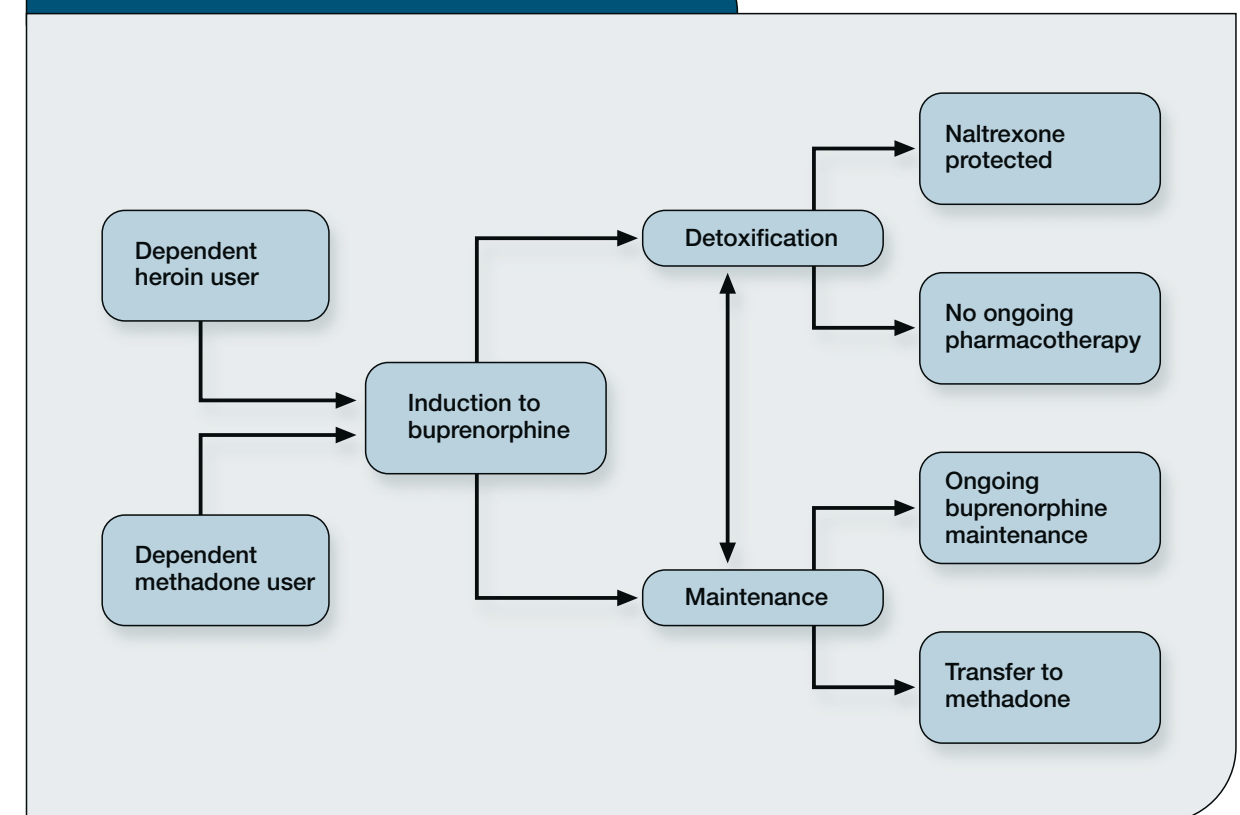 Naltrexone
protected
Dependent
heroin user
Detoxification
No ongoing
pharmacotherapy
Induction to
buprenorphine
Ongoing
buprenorphine
maintenance
Dependent
methadone user
Maintenance
Transfer to
methadone